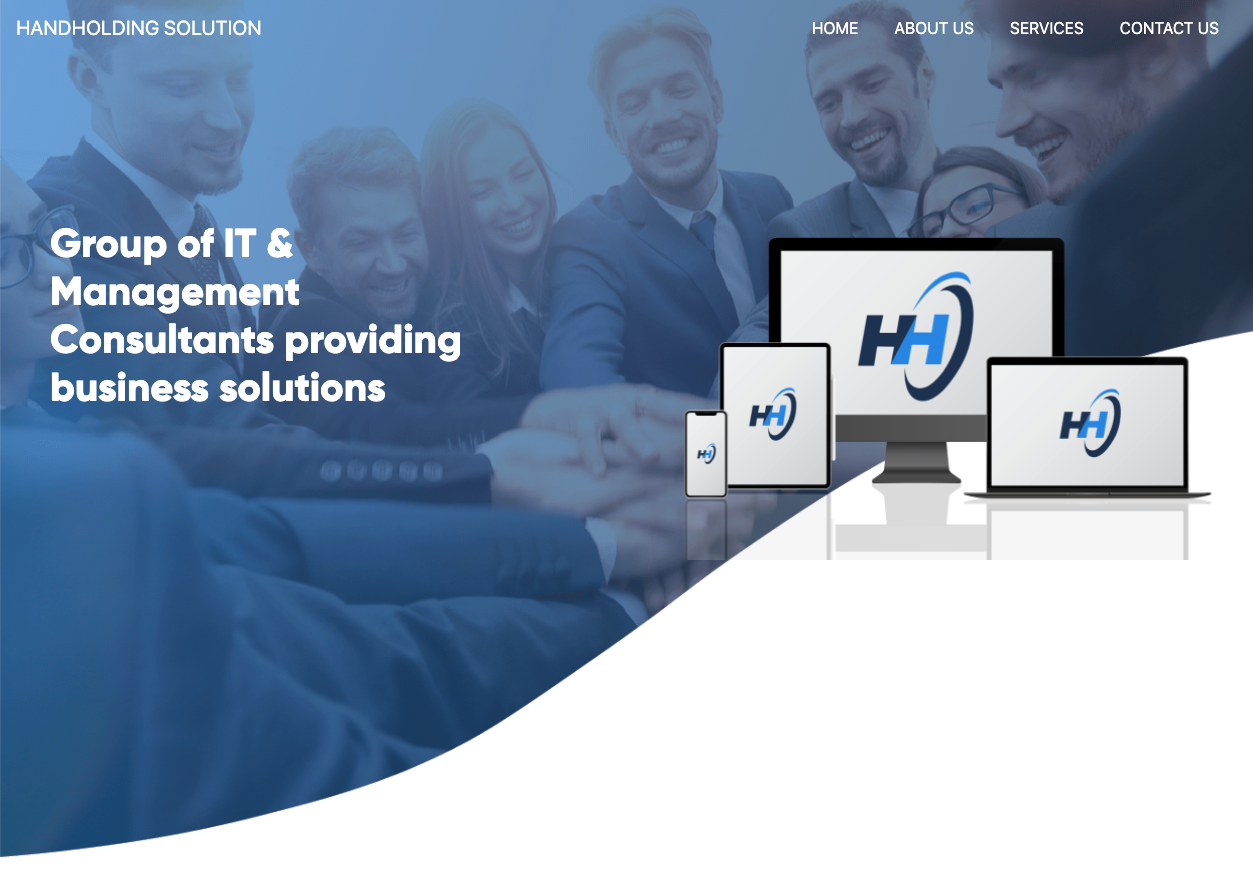 HANDHOLDING SOLUTION
HOME ABOUT US SERVICES CONTACT US
Group of IT &
Management
Consultants providing
business solutions
HH
HH
HH
HH